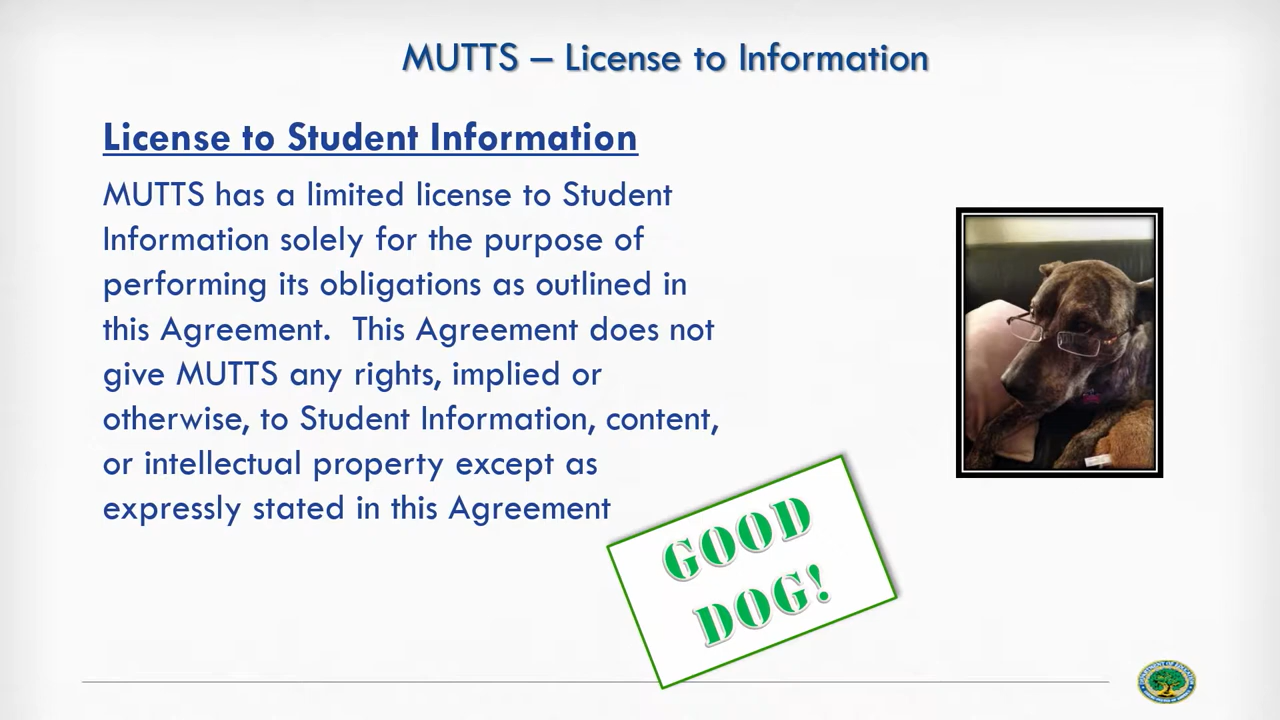 MUTTS – License to Information
License to Student Information
MUTTS has a limited license to Student
Information solely for the purpose of
performing its obligations as outlined in
this Agreement.  This Agreement does not
give MUTTS any rights, implied or
otherwise, to Student Information, content,
or intellectual property except as
expressly stated in this Agreement
GOOD
DOG!